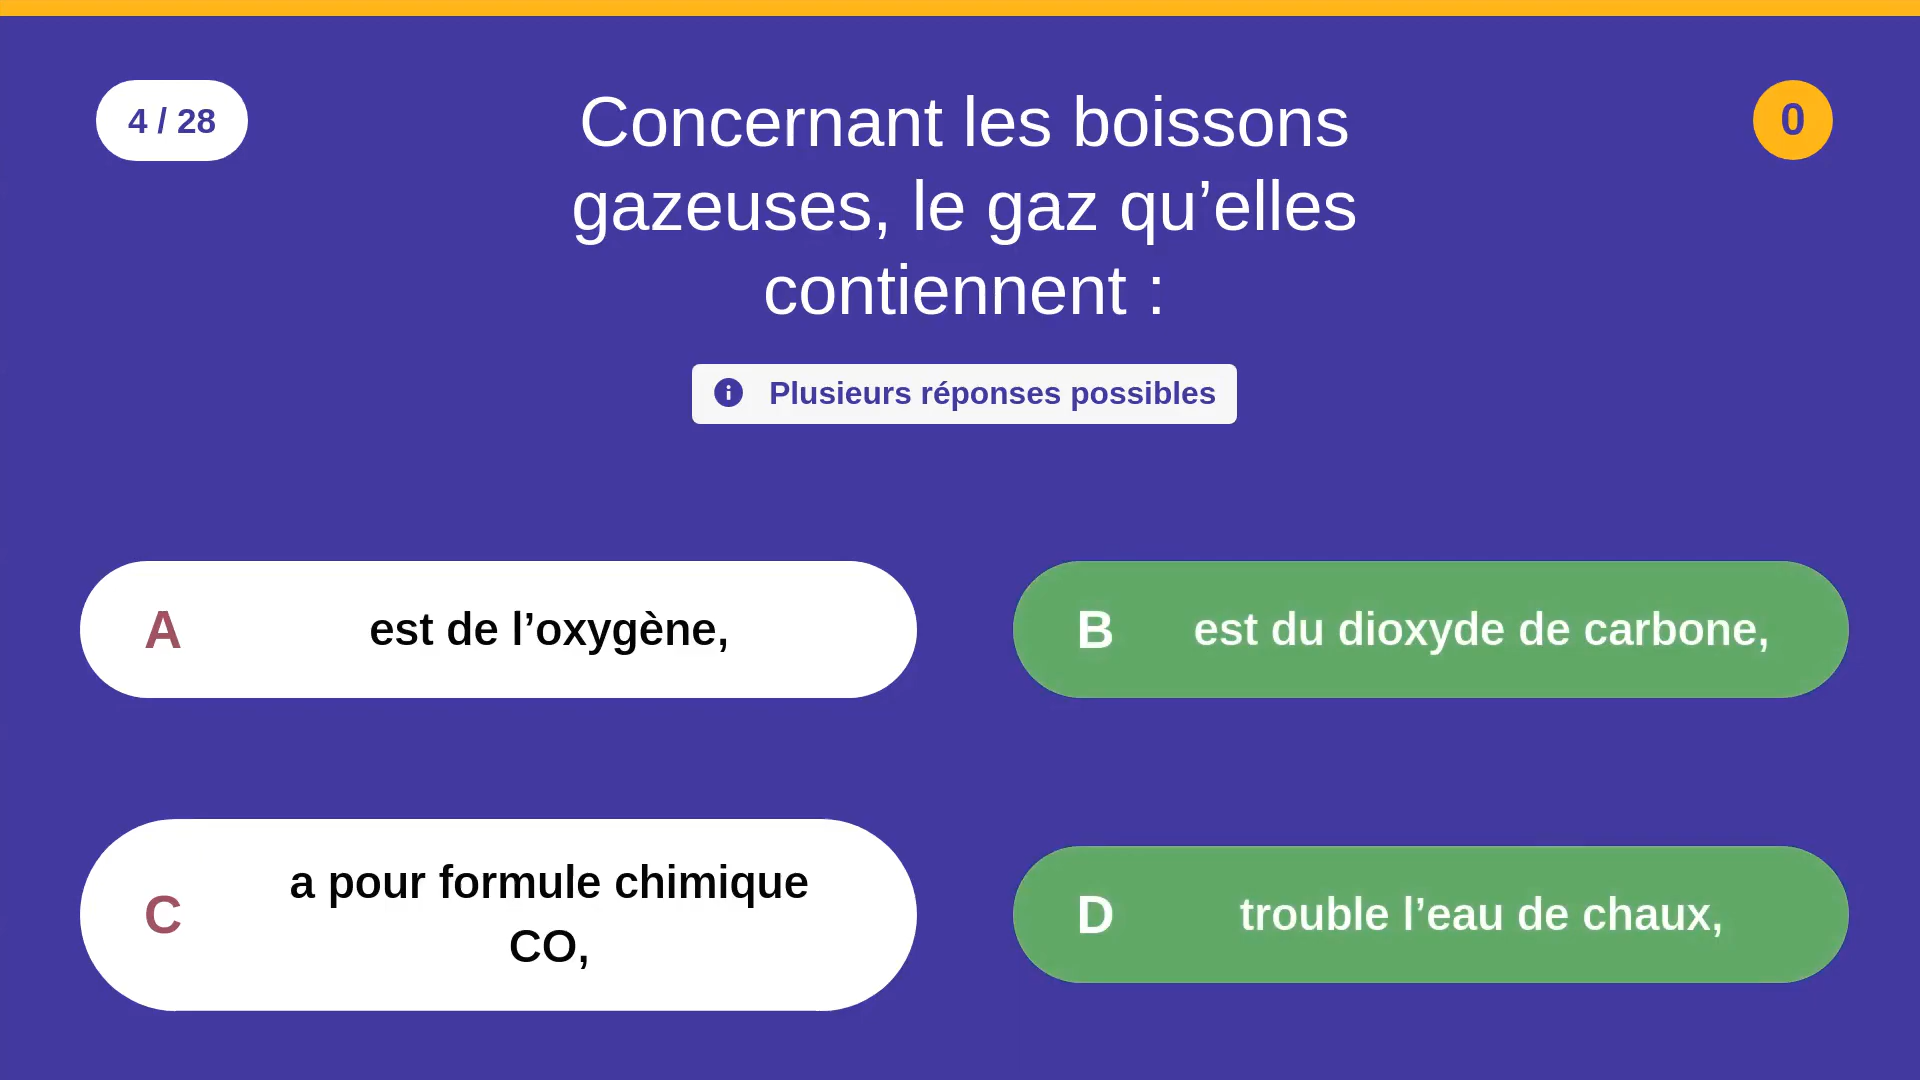 4 / 28
Concernant les boissons
gazeuses, le gaz qu’elles
contiennent :
0
Plusieurs réponses possibles
A est de l’oxygène,
B est du dioxyde de carbone,
C a pour formule chimique
CO,
D trouble l’eau de chaux,